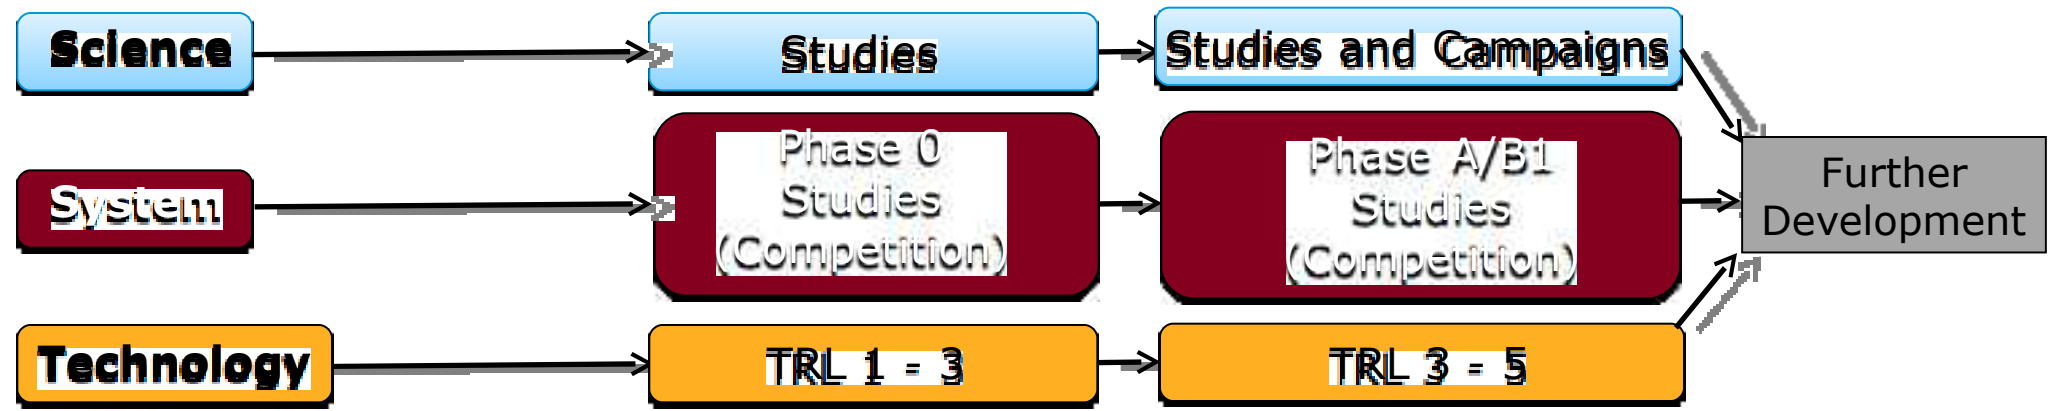 Science
Studies
Studies and Campaigns
System
Phase 0
Studies
(Competition)
Phase A/B1
Studies
(Competition)
Further
Development
Technology
TRL 1 - 3
TRL 3 - 5